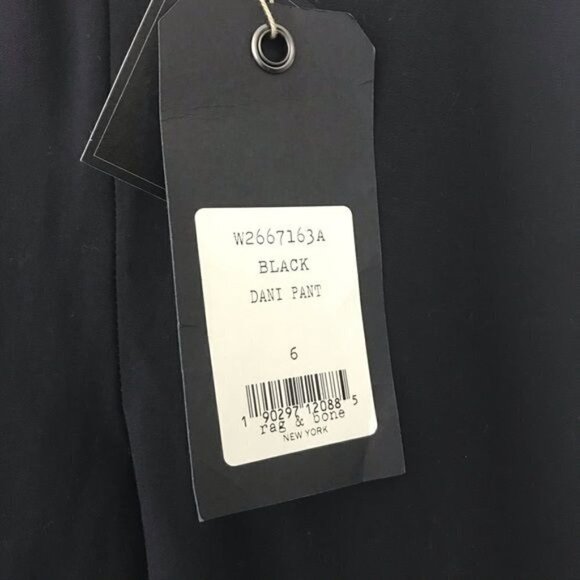 W2667163A
BLACK
DANI PANT
6
1 90297 12088 5
rag & bone
NEW YORK